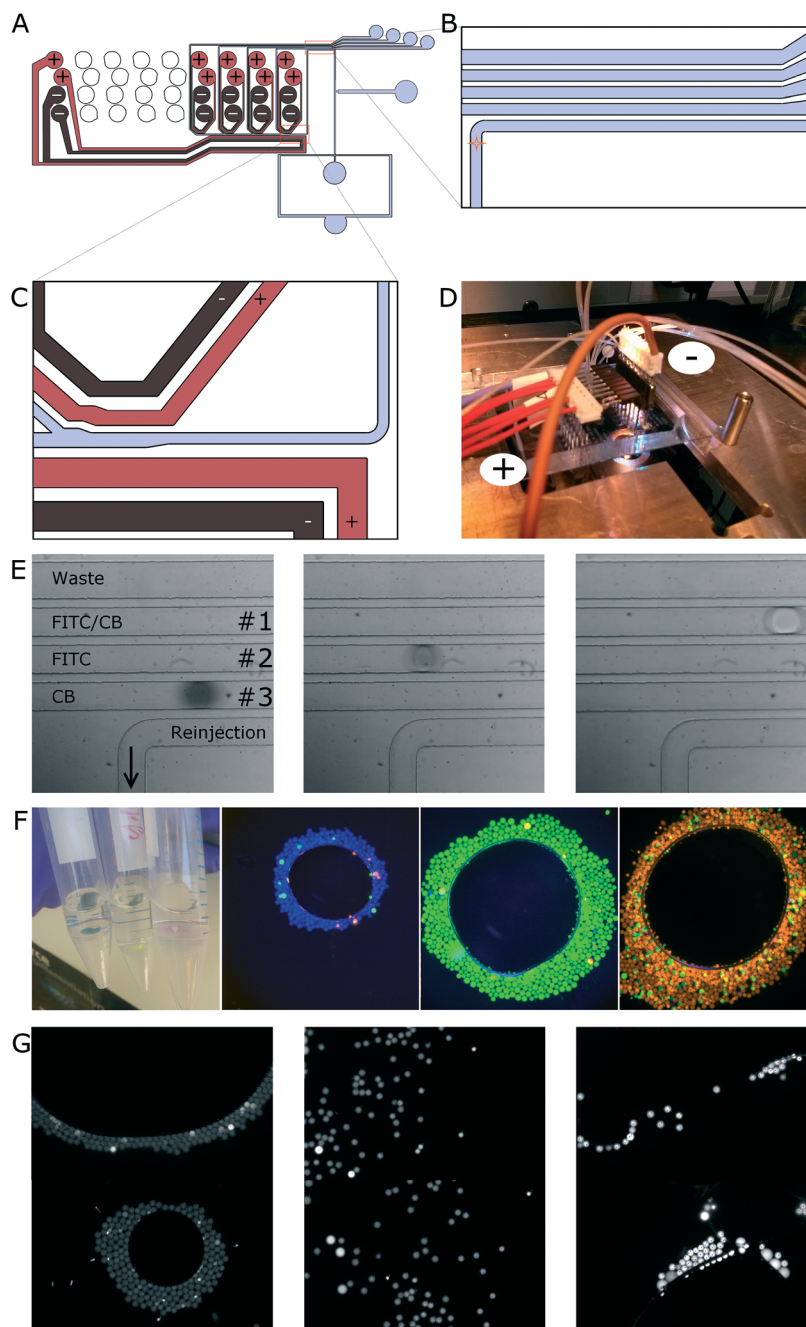 A
B
+ + + + +
+ + + + +
− − − − −
− − − − −
C
- +
- +
D
-
+
E
Waste
FITC/CB #1
FITC #2
CB #3
Reinjection
F
G